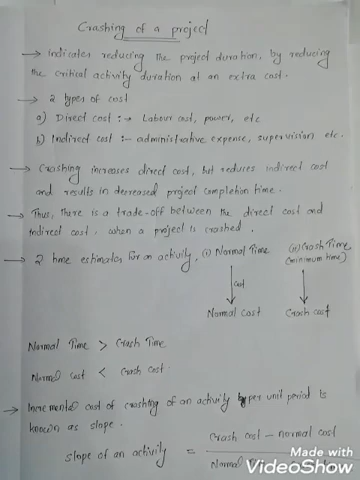 Crashing of a project
→ Indicates reducing the project duration, by reducing
the critical activity duration at an extra cost.
→ 2 types of cost
a) Direct cost :→ Labour cost, power, etc
b) Indirect cost :- administrative expense, supervision etc.
→ Crashing increases direct cost, but reduces indirect cost
and results in decreased project completion time.
→ Thus, there is a trade-off between the direct cost and
indirect cost, when a project is crashed.
→ 2 time estimates for an activity, (i) Normal Time (ii) Crash Time
(minimum time)
cost
Normal Cost Crash cost
Normal Time > Crash Time
Normal cost < Crash cost.
→ Incremental cost of crashing of an activity per unit period is
known as slope.
Slope of an activity = Crash cost - normal cost
Normal
Made with
VideoShow